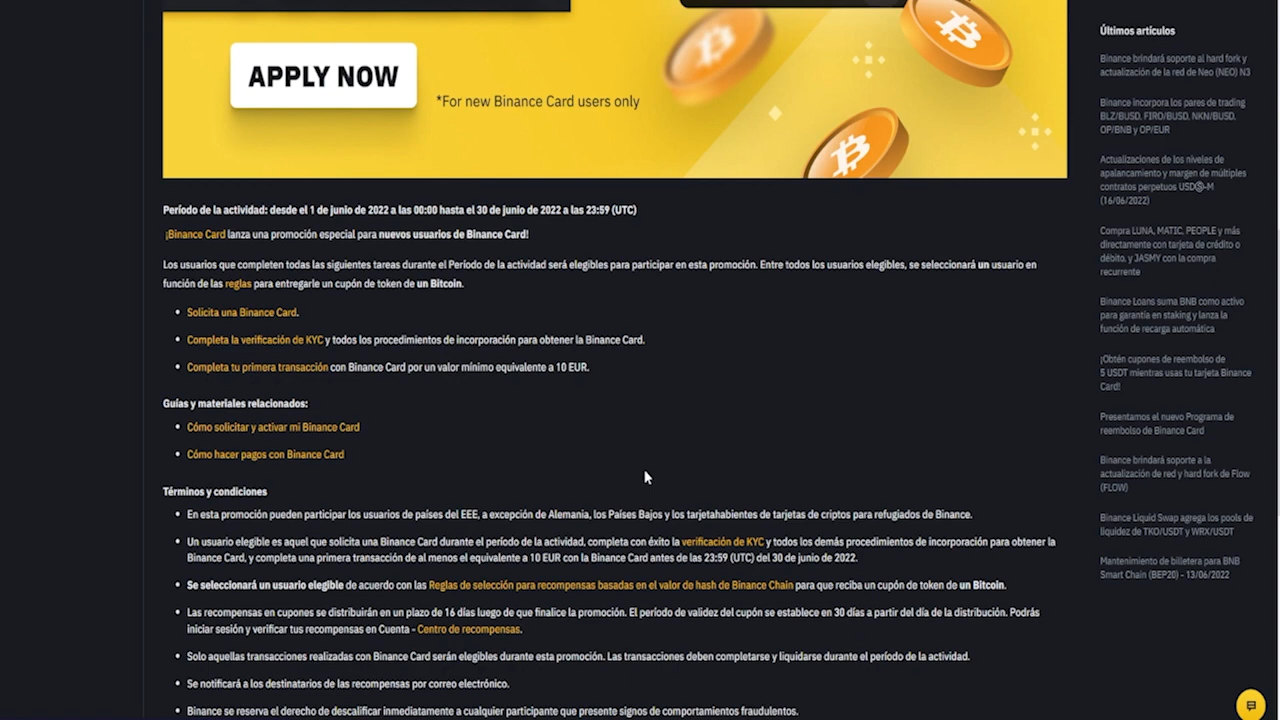 APPLY NOW
*For new Binance Card users only
Período de la actividad: desde el 1 de junio de 2022 a las 00:00 hasta el 30 de junio de 2022 a las 23:59 (UTC)
¡Binance Card lanza una promoción especial para nuevos usuarios de Binance Card!
Los usuarios que completen todas las siguientes tareas durante el Período de la actividad será elegibles para participar en esta promoción. Entre todos los usuarios elegibles, se seleccionará un usuario en
función de las reglas para entregarle un cupón de token de un Bitcoin.
• Solicita una Binance Card.
• Completa la verificación de KYC y todos los procedimientos de incorporación para obtener la Binance Card.
• Completa tu primera transacción con Binance Card por un valor mínimo equivalente a 10 EUR.
Guías y materiales relacionados:
• Cómo solicitar y activar mi Binance Card
• Cómo hacer pagos con Binance Card
Términos y condiciones
• En esta promoción pueden participar los usuarios de países del EEE, a excepción de Alemania, los Países Bajos y los tarjetahabientes de tarjetas de criptos para refugiados de Binance.
• Un usuario elegible es aquel que solicita una Binance Card durante el período de la actividad, completa con éxito la verificación de KYC y todos los demás procedimientos de incorporación para obtener la
Binance Card, y completa una primera transacción de al menos el equivalente a 10 EUR con la Binance Card antes de las 23:59 (UTC) del 30 de junio de 2022.
• Se seleccionará un usuario elegible de acuerdo con las Reglas de selección para recompensas basadas en el valor de hash de Binance Chain para que reciba un cupón de token de un Bitcoin.
• Las recompensas en cupones se distribuirán en un plazo de 16 días luego de que finalice la promoción. El período de validez del cupón se establece en 30 días a partir del día de la distribución. Podrás
iniciar sesión y verificar tus recompensas en Cuenta - Centro de recompensas.
• Solo aquellas transacciones realizadas con Binance Card serán elegibles durante esta promoción. Las transacciones deben completarse y liquidarse durante el período de la actividad.
• Se notificará a los destinatarios de las recompensas por correo electrónico.
• Binance se reserva el derecho de descalificar inmediatamente a cualquier participante que presente signos de comportamientos fraudulentos.
Últimos artículos
Binance brindará soporte al hard fork y
actualización de la red de Neo (NEO) N3
Binance incorpora los pares de trading
BLZ/BUSD, FIRO/BUSD, NKN/BUSD,
OP/BNB y OP/EUR
Actualizaciones de los niveles de
apalancamiento y margen de múltiples
contratos perpetuos USDⓈ-M
(16/06/2022)
Compra LUNA, MATIC, PEOPLE y más
directamente con tarjeta de crédito o
débito, y JASMY con la compra
recurrente
Binance Loans suma BNB como activo
para garantía en staking y lanza la
función de recarga automática
¡Obtén cupones de reembolso de
5 USDT mientras usas tu tarjeta Binance
Card!
Presentamos el nuevo Programa de
reembolso de Binance Card
Binance brindará soporte a la
actualización de red y hard fork de Flow
(FLOW)
Binance Liquid Swap agrega los pools de
liquidez de TKO/USDT y WRX/USDT
Mantenimiento de billetera para BNB
Smart Chain (BEP20) - 13/06/2022